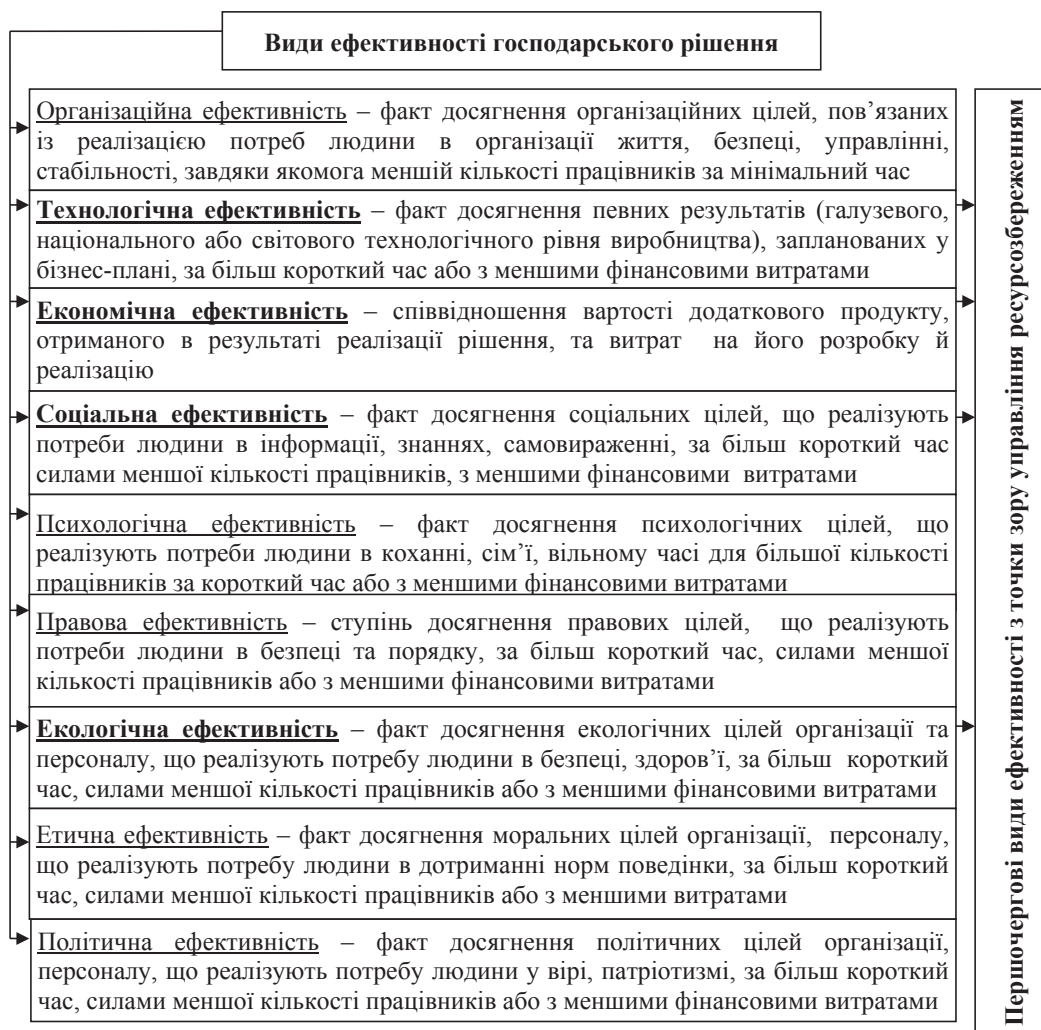 Види ефективності господарського рішення
Організаційна ефективність – факт досягнення організаційних цілей, пов’язаних
із реалізацією потреб людини в організації життя, безпеці, управлінні,
стабільності, завдяки якомога меншій кількості працівників за мінімальний час
Технологічна ефективність – факт досягнення певних результатів (галузевого,
національного або світового технологічного рівня виробництва), запланованих у
бізнес-плані, за більш короткий час або з меншими фінансовими витратами
Економічна ефективність – співвідношення вартості додаткового продукту,
отриманого в результаті реалізації рішення, та витрат на його розробку й
реалізацію
Соціальна ефективність – факт досягнення соціальних цілей, що реалізують
потреби людини в інформації, знаннях, самовираженні, за більш короткий час
силами меншої кількості працівників, з меншими фінансовими витратами
Психологічна ефективність – факт досягнення психологічних цілей, що
реалізують потреби людини в коханні, сім’ї, вільному часі для більшої кількості
працівників за короткий час або з меншими фінансовими витратами
Правова ефективність – ступінь досягнення правових цілей, що реалізують
потреби людини в безпеці та порядку, за більш короткий час, силами меншої
кількості працівників або з меншими фінансовими витратами
Екологічна ефективність – факт досягнення екологічних цілей організації та
персоналу, що реалізують потребу людини в безпеці, здоров’ї, за більш короткий
час, силами меншої кількості працівників або з меншими фінансовими витратами
Етична ефективність – факт досягнення моральних цілей організації, персоналу,
що реалізують потребу людини в дотриманні норм поведінки, за більш короткий
час, силами меншої кількості працівників або з меншими витратами
Політична ефективність – факт досягнення політичних цілей організації,
персоналу, що реалізують потребу людини у вірі, патріотизмі, за більш короткий
час, силами меншої кількості працівників або з меншими фінансовими витратами
Першочергові види ефективності з точки зору управління ресурсозбереженням